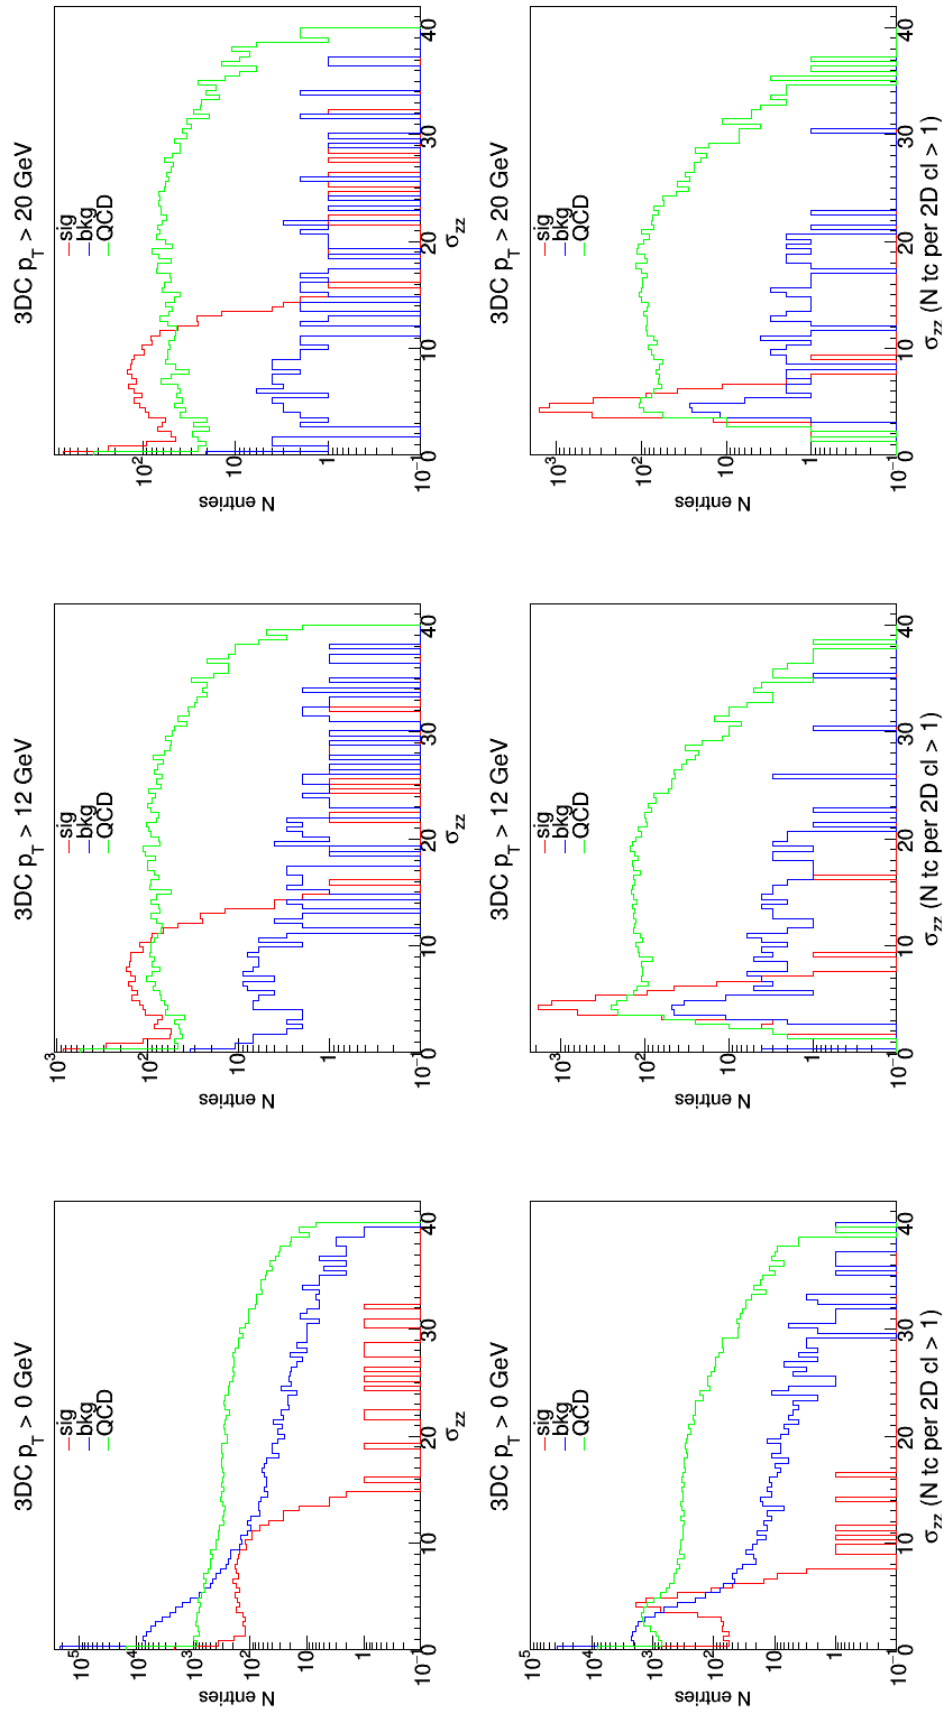 3DC p_T > 0 GeV
sig
bkg
QCD
10^5
10^4
10^3
10^2
10
1
10^-1
N entries
0 10 20 30 40
σ_zz
3DC p_T > 12 GeV
sig
bkg
QCD
10^3
10^2
10
1
10^-1
N entries
0 10 20 30 40
σ_zz
3DC p_T > 20 GeV
sig
bkg
QCD
10^2
10
1
10^-1
N entries
0 10 20 30 40
σ_zz
3DC p_T > 0 GeV
sig
bkg
QCD
10^5
10^4
10^3
10^2
10
1
10^-1
N entries
0 10 20 30 40
σ_zz (N tc per 2D cl > 1)
3DC p_T > 12 GeV
sig
bkg
QCD
10^3
10^2
10
1
10^-1
N entries
0 10 20 30 40
σ_zz (N tc per 2D cl > 1)
3DC p_T > 20 GeV
sig
bkg
QCD
10^3
10^2
10
1
10^-1
N entries
0 10 20 30 40
σ_zz (N tc per 2D cl > 1)